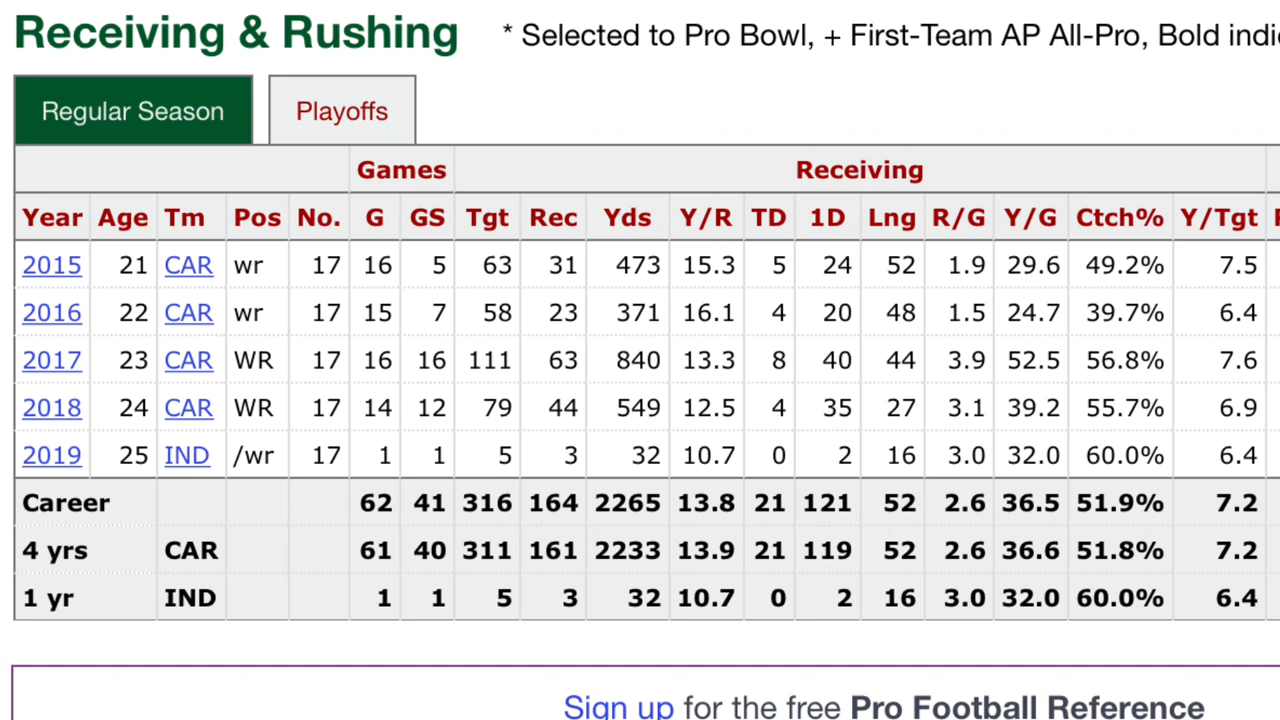 Receiving & Rushing * Selected to Pro Bowl, + First-Team AP All-Pro, Bold
Regular Season Playoffs
Games Receiving
Year Age Tm Pos No. G GS Tgt Rec Yds Y/R TD 1D Lng R/G Y/G Ctch% Y/Tgt
2015 21 CAR wr 17 16 5 63 31 473 15.3 5 24 52 1.9 29.6 49.2% 7.5
2016 22 CAR wr 17 15 7 58 23 371 16.1 4 20 48 1.5 24.7 39.7% 6.4
2017 23 CAR WR 17 16 16 111 63 840 13.3 8 40 44 3.9 52.5 56.8% 7.6
2018 24 CAR WR 17 14 12 79 44 549 12.5 4 35 27 3.1 39.2 55.7% 6.9
2019 25 IND /wr 17 1 1 5 3 32 10.7 0 2 16 3.0 32.0 60.0% 6.4
Career 62 41 316 164 2265 13.8 21 121 52 2.6 36.5 51.9% 7.2
4 yrs CAR 61 40 311 161 2233 13.9 21 119 52 2.6 36.6 51.8% 7.2
1 yr IND 1 1 5 3 32 10.7 0 2 16 3.0 32.0 60.0% 6.4
Sign up for the free Pro Football Reference